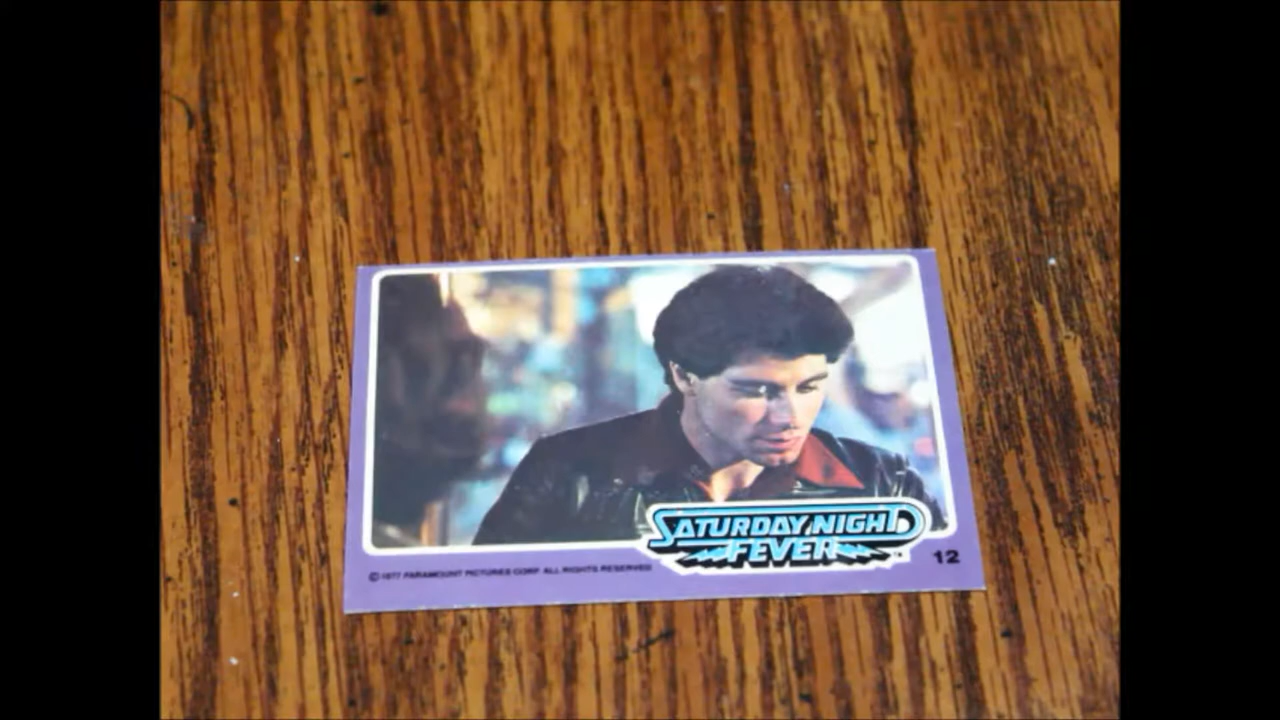 SATURDAY NIGHT
FEVER
©1977 PARAMOUNT PICTURES CORP. ALL RIGHTS RESERVED
12